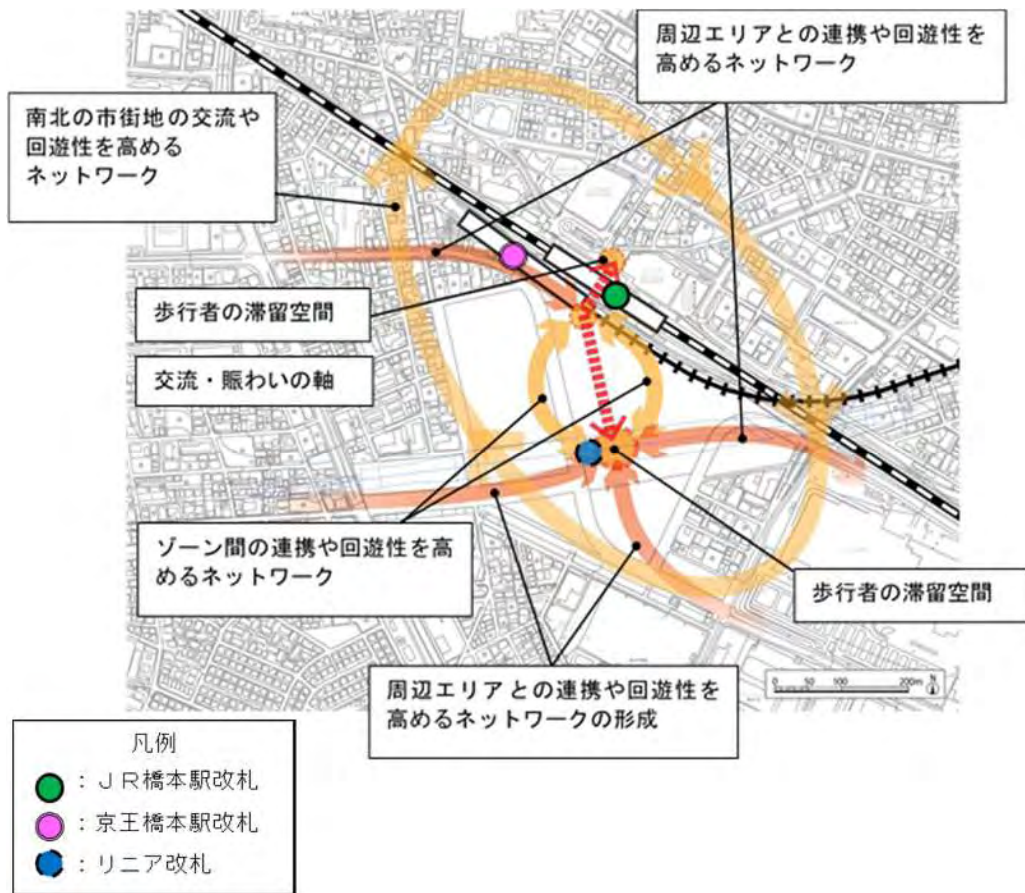 周辺エリアとの連携や回遊性を
高めるネットワーク
南北の市街地の交流や
回遊性を高める
ネットワーク
歩行者の滞留空間
交流・賑わいの軸
ゾーン間の連携や回遊性を高
めるネットワーク
歩行者の滞留空間
周辺エリアとの連携や回遊性を
高めるネットワークの形成
0 50 100 200m
N
凡例
：ＪＲ橋本駅改札
：京王橋本駅改札
：リニア改札